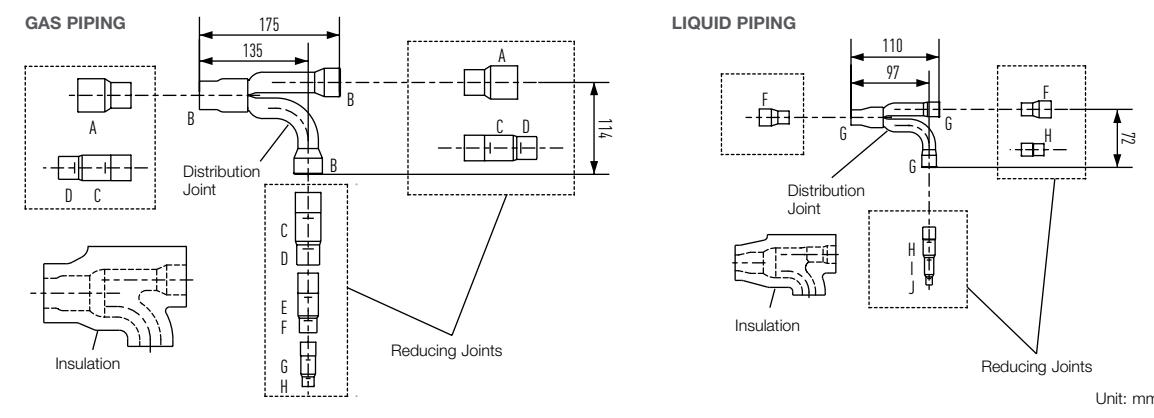 GAS PIPING
175
135
A
B
A
B
C D
114
D C
Distribution
Joint
B
C
D
E
F
G
H
Insulation
Reducing Joints
LIQUID PIPING
110
97
F
F
G
G
H
72
G
Distribution
Joint
H
I
J
Insulation
Reducing Joints
Unit: mm